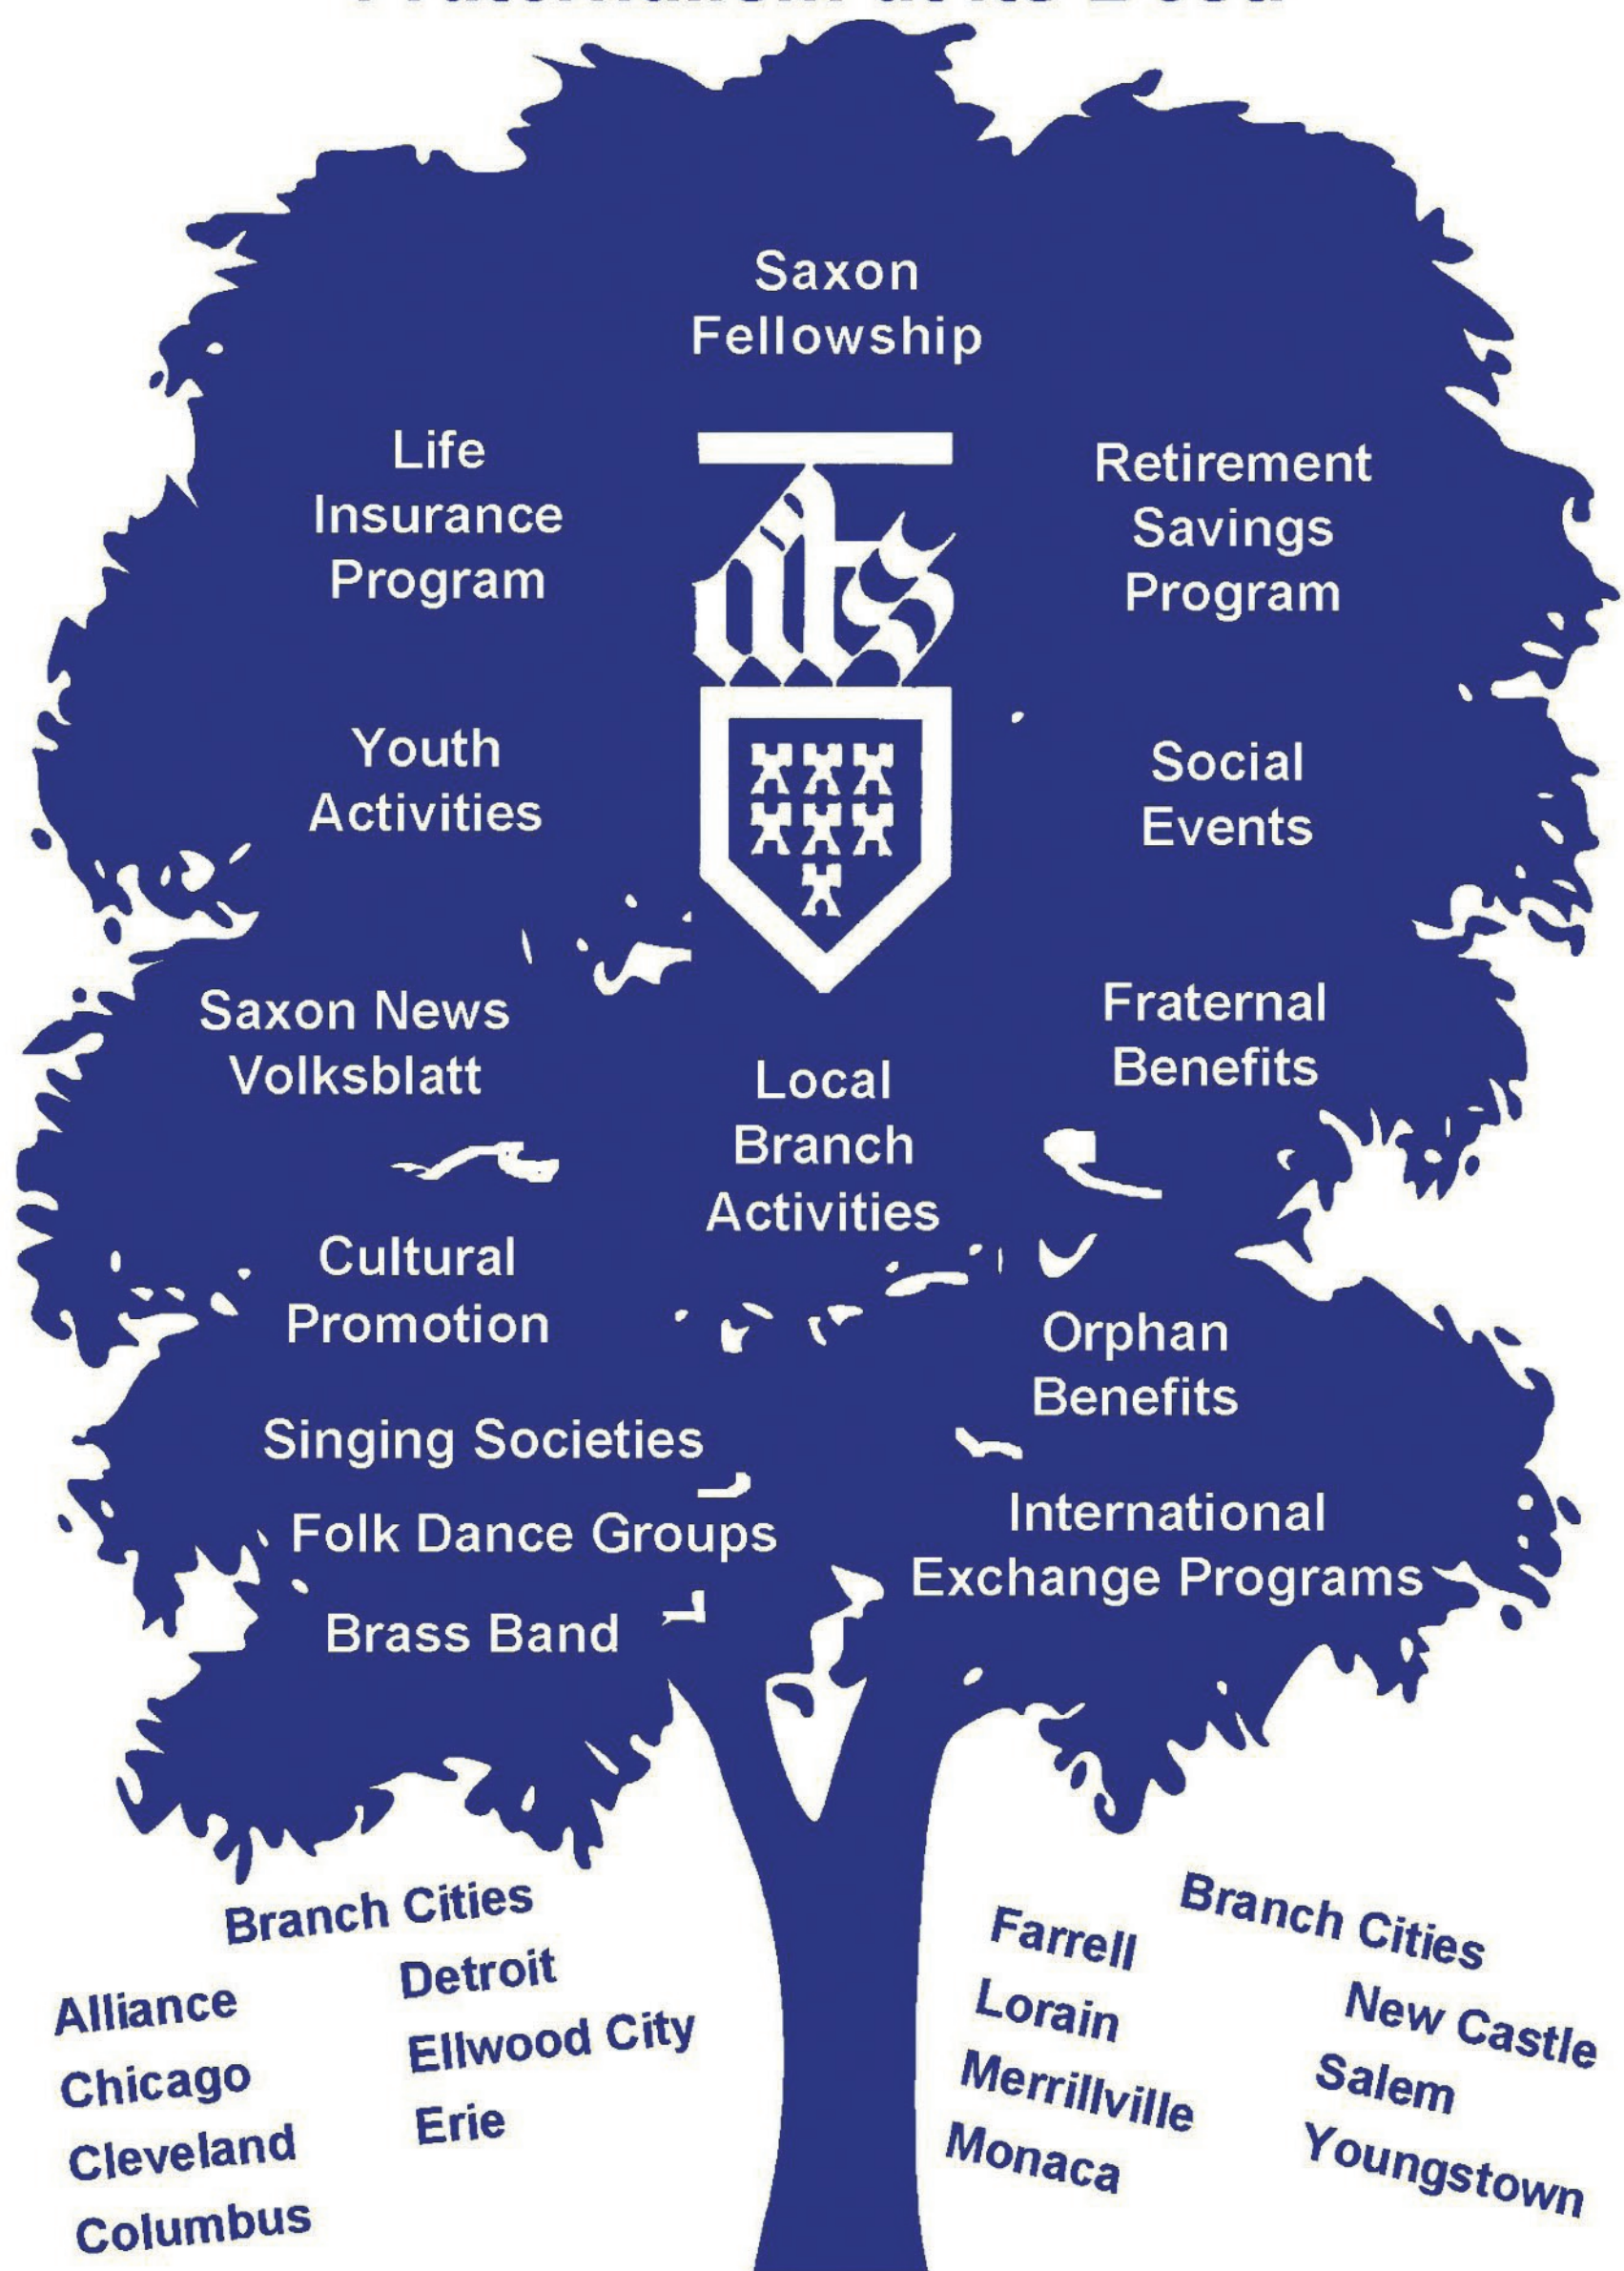 Saxon
Fellowship
Life
Insurance
Program
ats
Retirement
Savings
Program
Youth
Activities
Social
Events
Saxon News
Volksblatt
Fraternal
Benefits
Local
Branch
Activities
Cultural
Promotion
Orphan
Benefits
Singing Societies
Folk Dance Groups
Brass Band
International
Exchange Programs
Branch Cities
Alliance
Chicago
Cleveland
Columbus
Detroit
Ellwood City
Erie
Branch Cities
Farrell
Lorain
Merrillville
Monaca
New Castle
Salem
Youngstown